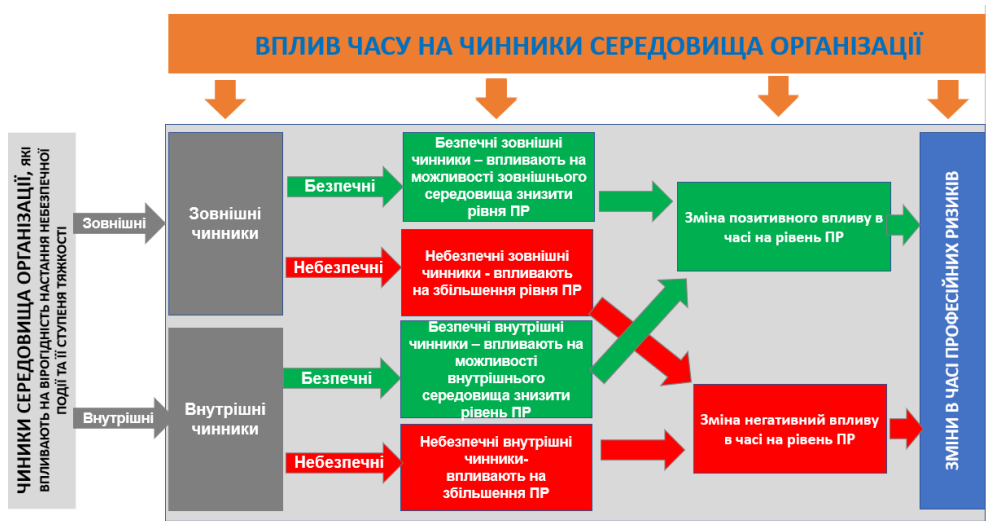 ВПЛИВ ЧАСУ НА ЧИННИКИ СЕРЕДОВИЩА ОРГАНІЗАЦІЇ
ЧИНИКИ СЕРЕДОВИЩА ОРГАНІЗАЦІЇ, ЯКІ
ВПЛИВАЮТЬ НА ВІРОГІДНІСТЬ НАСТАННЯ НЕБЕЗПЕЧНОЇ
ПОДІЇ ТА ЇЇ СТУПЕНЯ ТЯЖКОСТІ
Зовнішні
Внутрішні
Зовнішні
чинники
Внутрішні
чинники
Безпечні
Небезпечні
Безпечні
Небезпечні
Безпечні зовнішні
чинники – впливають на
можливості зовнішнього
середовища знизити
рівня ПР
Небезпечні зовнішні
чинники - впливають
на збільшення рівня ПР
Безпечні внутрішні
чинники – впливають на
можливості
внутрішнього
середовища знизити
рівень ПР
Небезпечні внутрішні
чинники-
впливають на
збільшення ПР
Зміна позитивного впливу в
часі на рівень ПР
Зміна негативний впливу
в часі на рівень ПР
ЗМІНИ В ЧАСІ ПРОФЕСІЙНИХ РИЗИКІВ